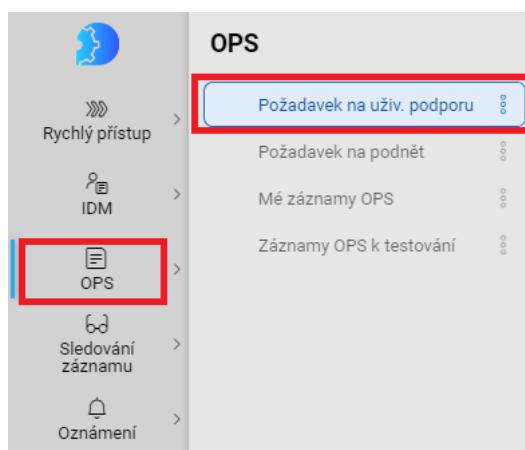 OPS
Rychlý přístup
IDM
OPS
Sledování
záznamu
Oznámení
Požadavek na uživ. podporu
Požadavek na podnět
Mé záznamy OPS
Záznamy OPS k testování